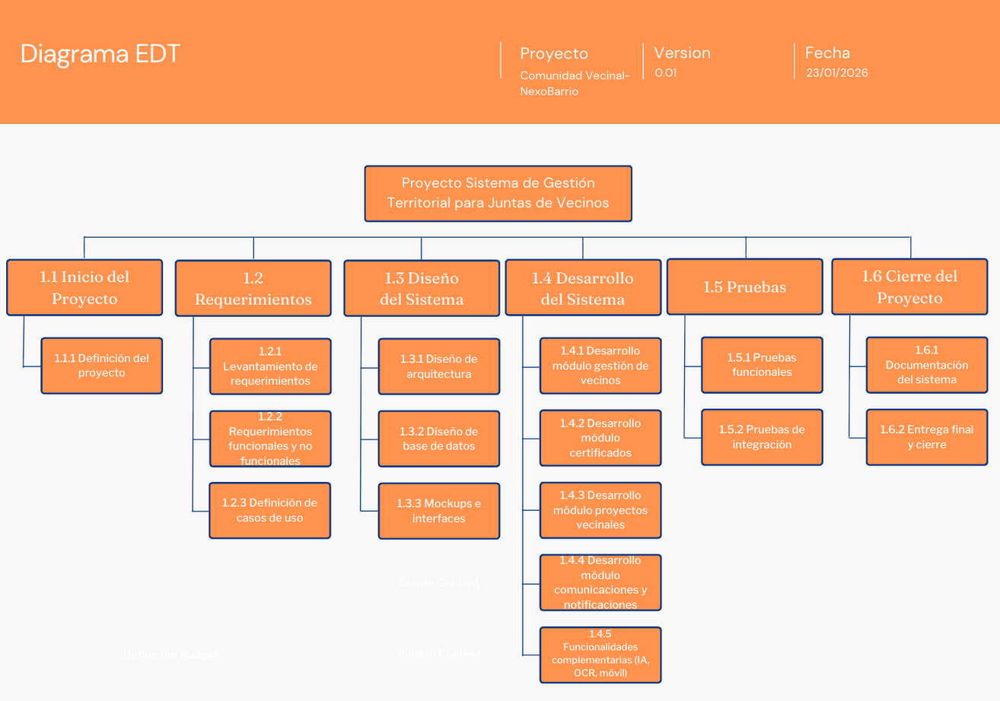 Diagrama EDT
Proyecto
Comunidad Vecinal-
NexoBarrio
Version
0.01
Fecha
23/01/2026
Proyecto Sistema de Gestión
Territorial para Juntas de Vecinos
1.1 Inicio del
Proyecto
1.1.1 Definición del
proyecto
1.2
Requerimientos
1.2.1
Levantamiento de
requerimientos
1.2.2
Requerimientos
funcionales y no
funcionales
1.2.3 Definición de
casos de uso
1.3 Diseño
del Sistema
1.3.1 Diseño de
arquitectura
1.3.2 Diseño de
base de datos
1.3.3 Mockups e
interfaces
1.4 Desarrollo
del Sistema
1.4.1 Desarrollo
módulo gestión de
vecinos
1.4.2 Desarrollo
módulo
certificados
1.4.3 Desarrollo
módulo proyectos
vecinales
1.4.4 Desarrollo
módulo
comunicaciones y
notificaciones
1.4.5
Funcionalidades
complementarias (IA,
OCR, móvil)
1.5 Pruebas
1.5.1 Pruebas
funcionales
1.5.2 Pruebas de
integración
1.6 Cierre del
Proyecto
1.6.1
Documentación
del sistema
1.6.2 Entrega final
y cierre
Create Content
Define the Budget
Publish Content